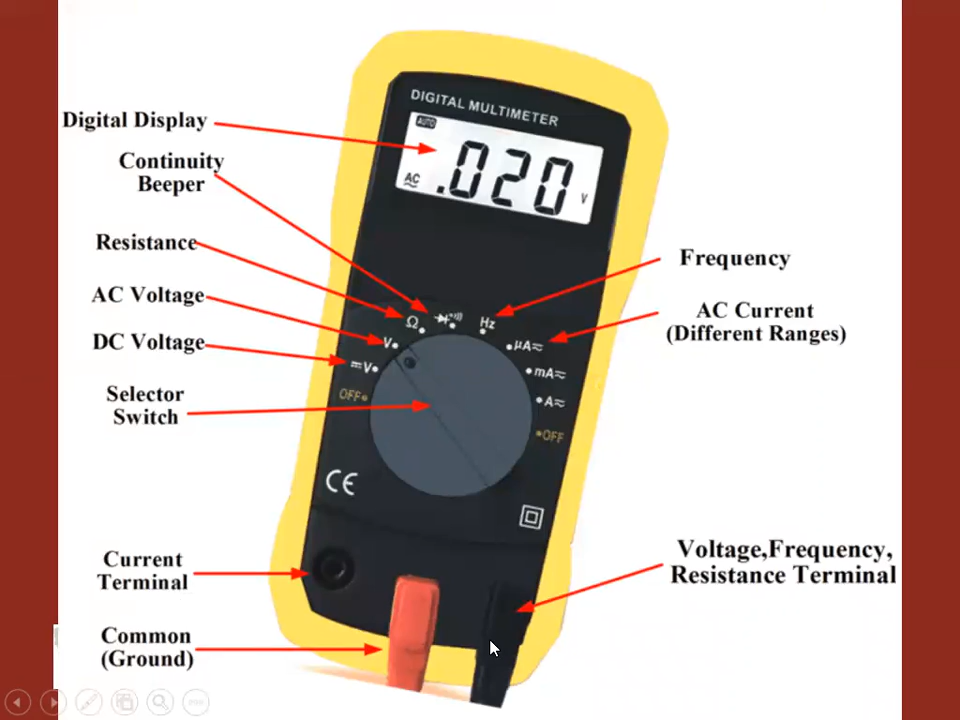 DIGITAL MULTIMETER
Digital Display
AUTO
.020
AC
V
Continuity
Beeper
Resistance
AC Voltage
DC Voltage
Selector
Switch
Frequency
AC Current
(Different Ranges)
Ω
Hz
V
μA
V
mA
OFF
A
OFF
CE
Current
Terminal
Voltage,Frequency,
Resistance Terminal
Common
(Ground)